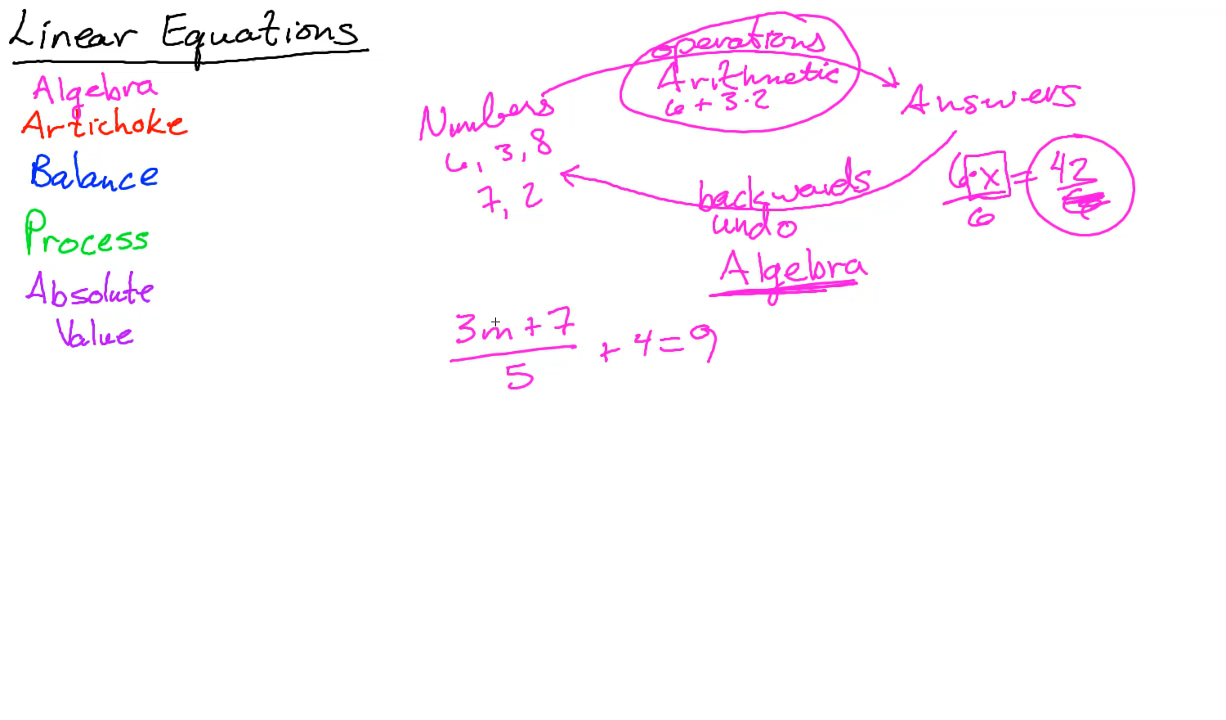 Linear Equations
Algebra
Artichoke
Balance
Process
Absolute
Value
operations
Arithmetic
6 + 3 · 2
Numbers
6, 3, 8
7, 2
Answers
6 · x = 42
6
backwards
undo
Algebra
3m + 7
5
+ 4 = 9